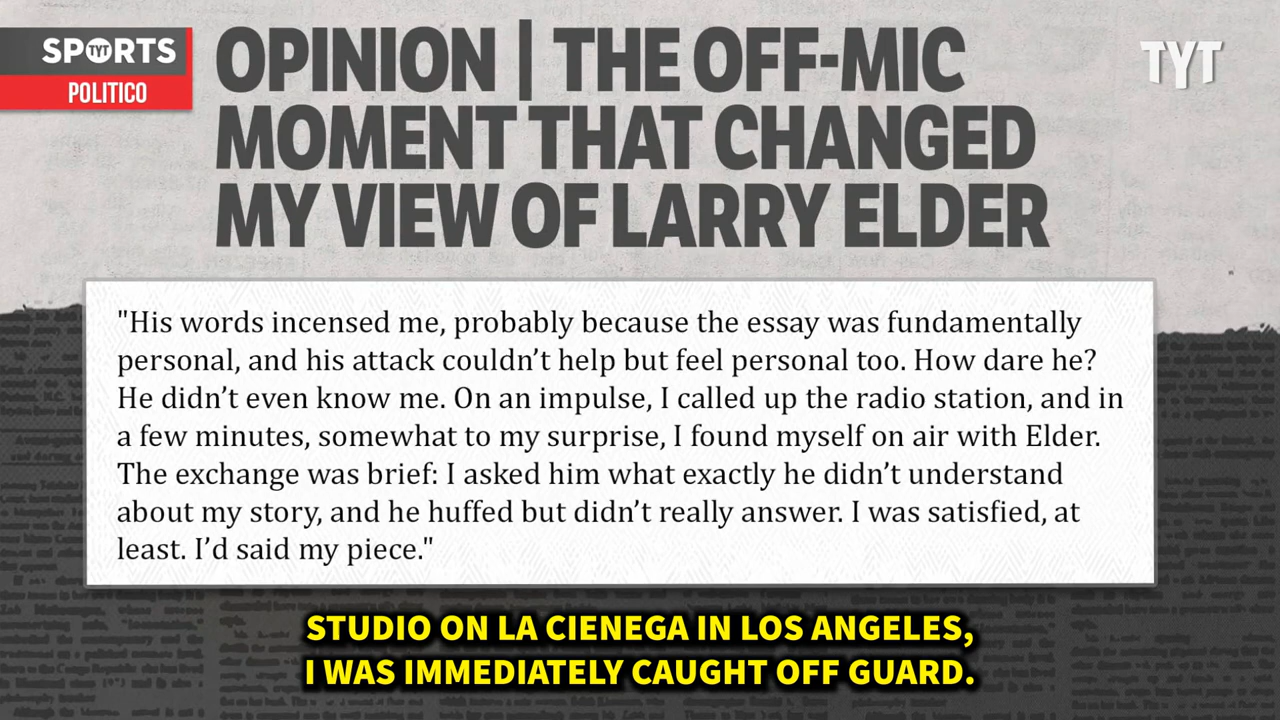 SPORTS
TYT
POLITICO
TYT
OPINION | THE OFF-MIC
MOMENT THAT CHANGED
MY VIEW OF LARRY ELDER
"His words incensed me, probably because the essay was fundamentally
personal, and his attack couldn’t help but feel personal too. How dare he?
He didn’t even know me. On an impulse, I called up the radio station, and in
a few minutes, somewhat to my surprise, I found myself on air with Elder.
The exchange was brief: I asked him what exactly he didn’t understand
about my story, and he huffed but didn’t really answer. I was satisfied, at
least. I’d said my piece."
STUDIO ON LA CIENEGA IN LOS ANGELES,
I WAS IMMEDIATELY CAUGHT OFF GUARD.